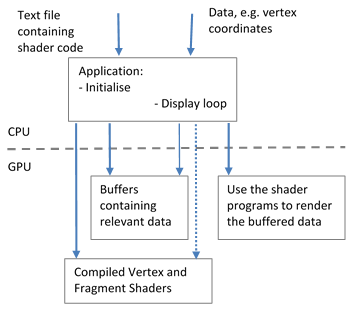 Text file
containing
shader code
Data, e.g. vertex
coordinates
Application:
- Initialise
- Display loop
CPU
GPU
Buffers
containing
relevant data
Use the shader
programs to render
the buffered data
Compiled Vertex and
Fragment Shaders